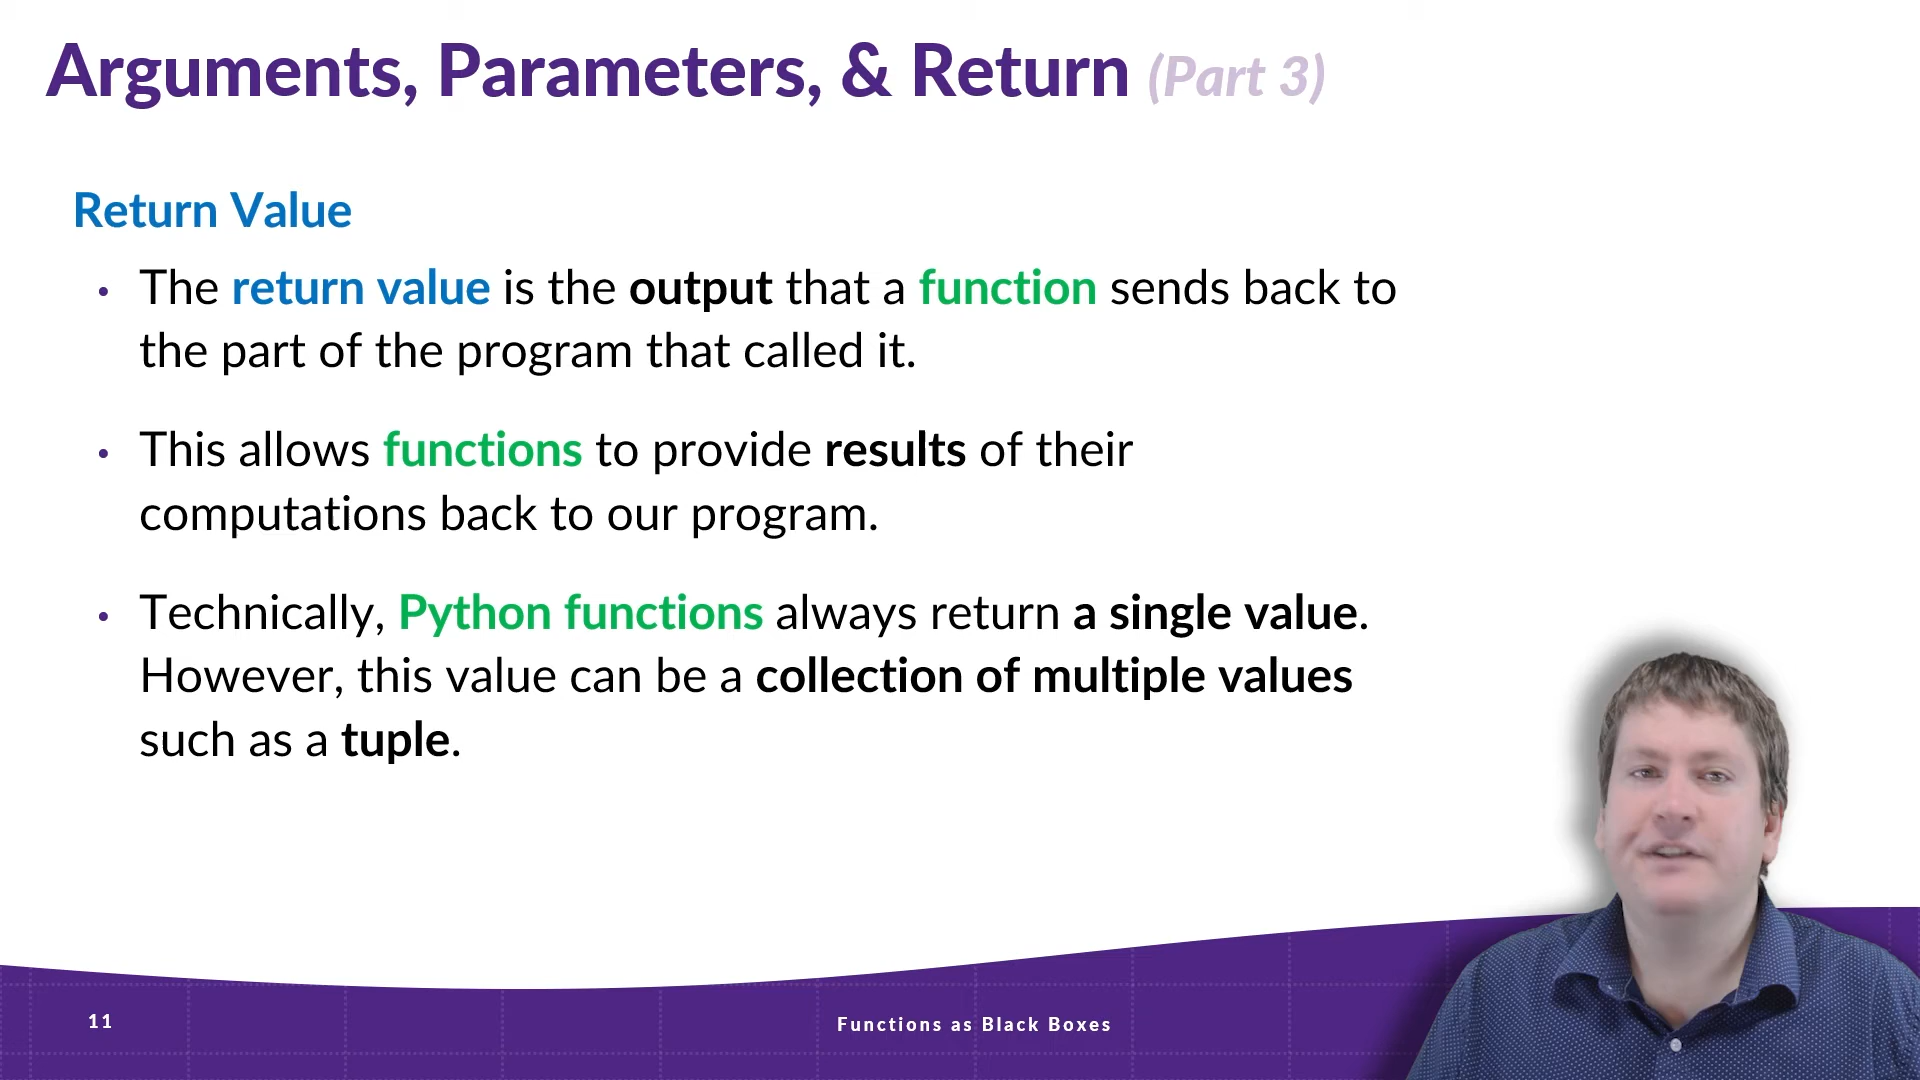 Arguments, Parameters, & Return (Part 3)
Return Value
• The return value is the output that a function sends back to
the part of the program that called it.
• This allows functions to provide results of their
computations back to our program.
• Technically, Python functions always return a single value.
However, this value can be a collection of multiple values
such as a tuple.
11
Functions as Black Boxes